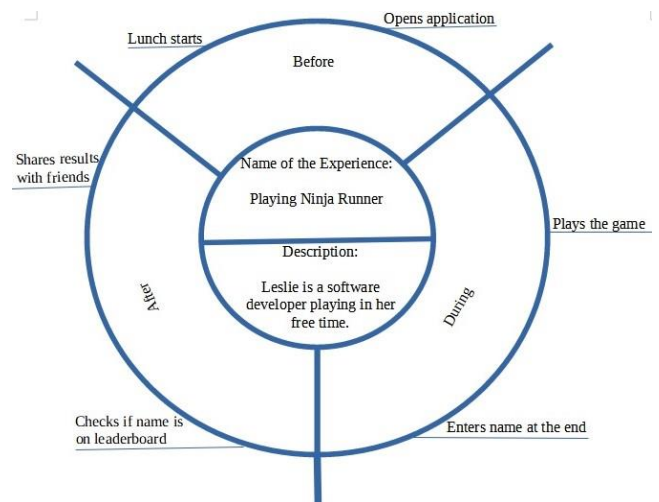 Opens application
Lunch starts
Before
Shares results
with friends
Name of the Experience:
Playing Ninja Runner
Plays the game
Description:
Leslie is a software
developer playing in her
free time.
After
During
Checks if name is
on leaderboard
Enters name at the end